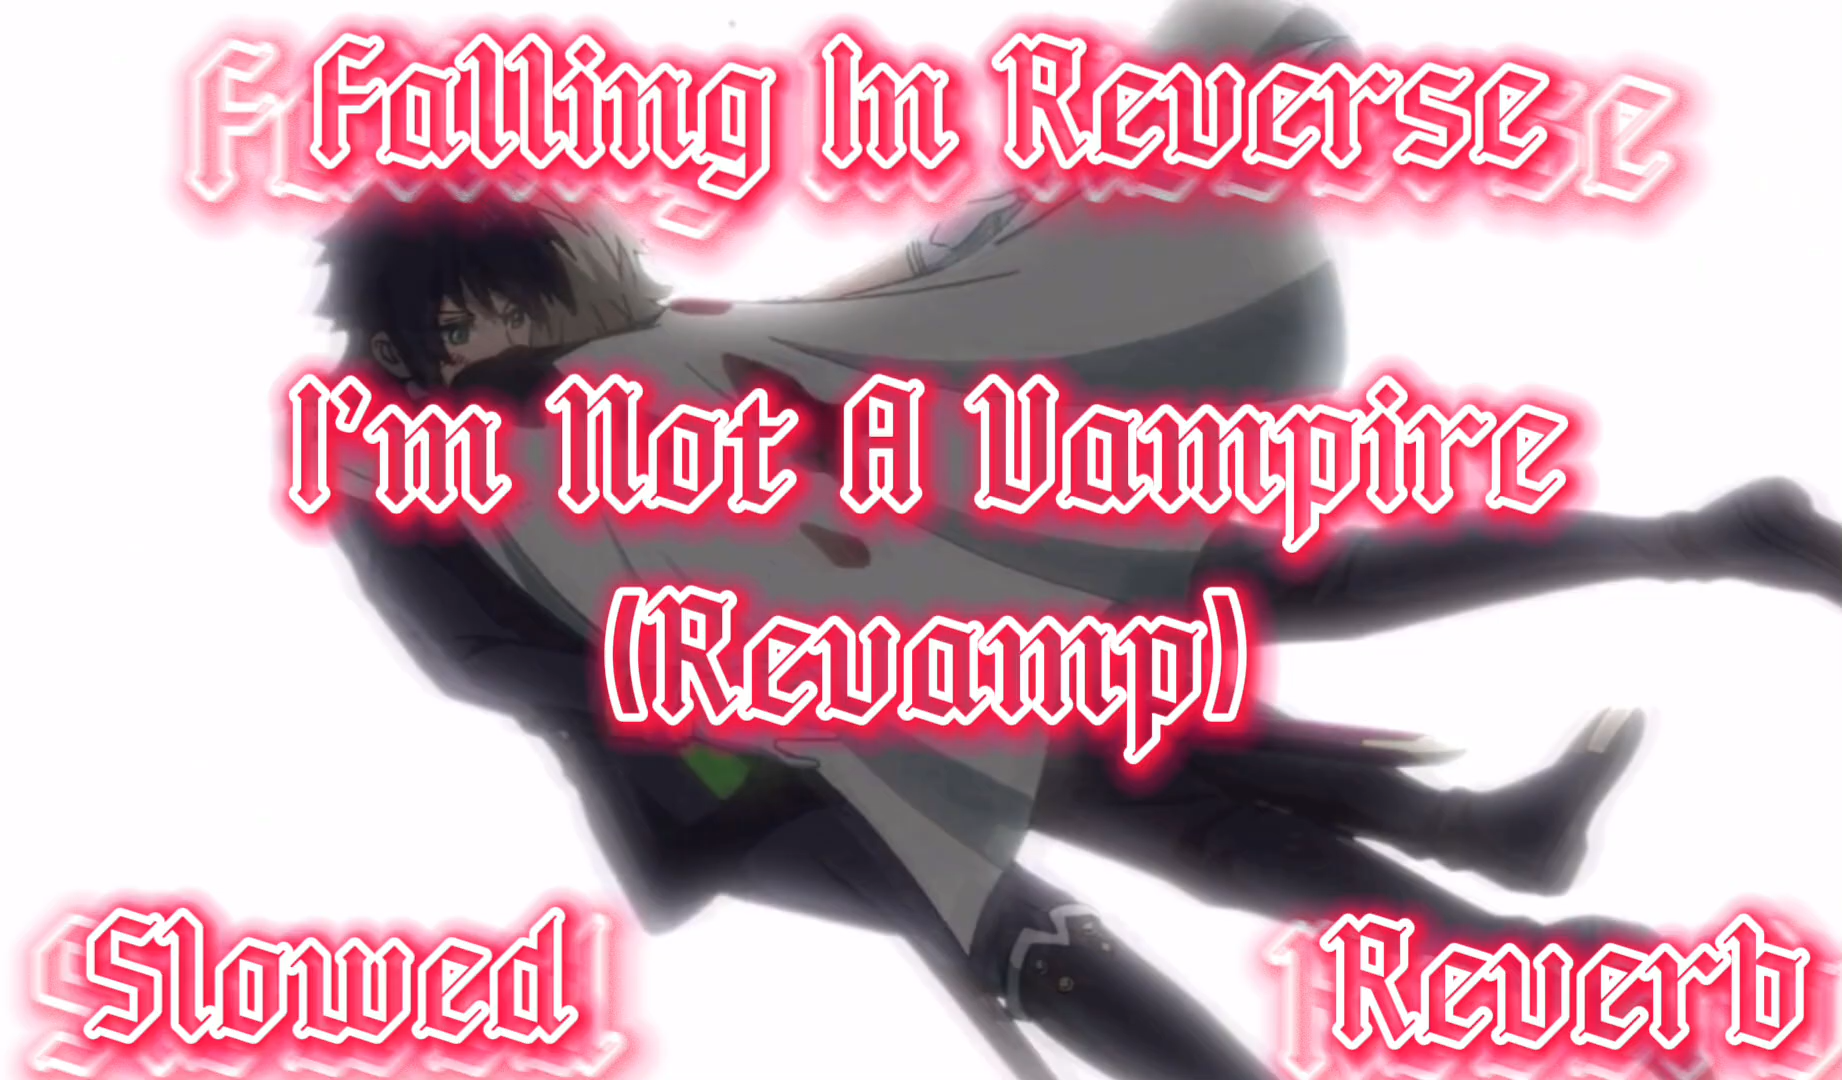 Falling In Reverse
I'm Not A Vampire
(Revamp)
Slowed
Reverb